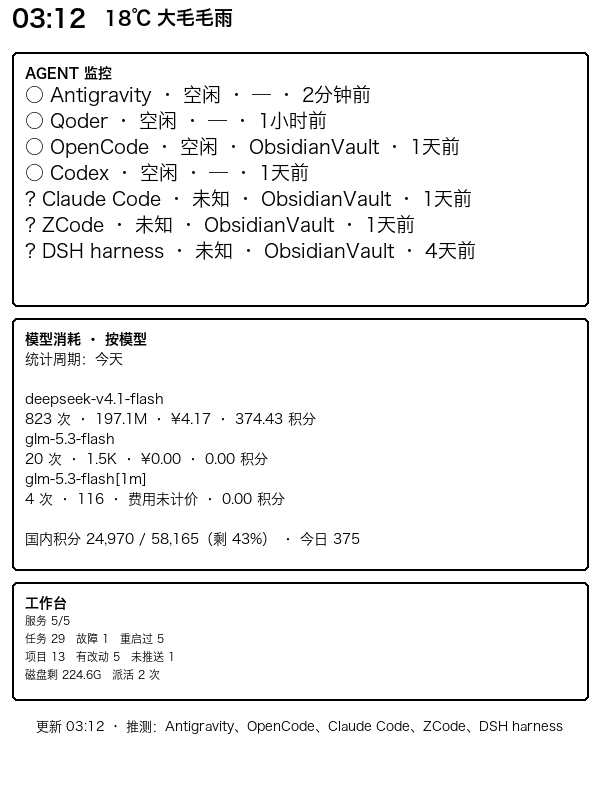 03:12 18℃ 大毛毛雨
AGENT 监控
○ Antigravity · 空闲 · — · 2分钟前
○ Qoder · 空闲 · — · 1小时前
○ OpenCode · 空闲 · ObsidianVault · 1天前
○ Codex · 空闲 · — · 1天前
? Claude Code · 未知 · ObsidianVault · 1天前
? ZCode · 未知 · ObsidianVault · 1天前
? DSH harness · 未知 · ObsidianVault · 4天前
模型消耗 · 按模型
统计周期：今天
deepseek-v4.1-flash
823 次 · 197.1M · ¥4.17 · 374.43 积分
glm-5.3-flash
20 次 · 1.5K · ¥0.00 · 0.00 积分
glm-5.3-flash[1m]
4 次 · 116 · 费用未计价 · 0.00 积分
国内积分 24,970 / 58,165（剩 43%） · 今日 375
工作台
服务 5/5
任务 29 故障 1 重启过 5
项目 13 有改动 5 未推送 1
磁盘剩 224.6G 派活 2 次
更新 03:12 · 推测：Antigravity、OpenCode、Claude Code、ZCode、DSH harness